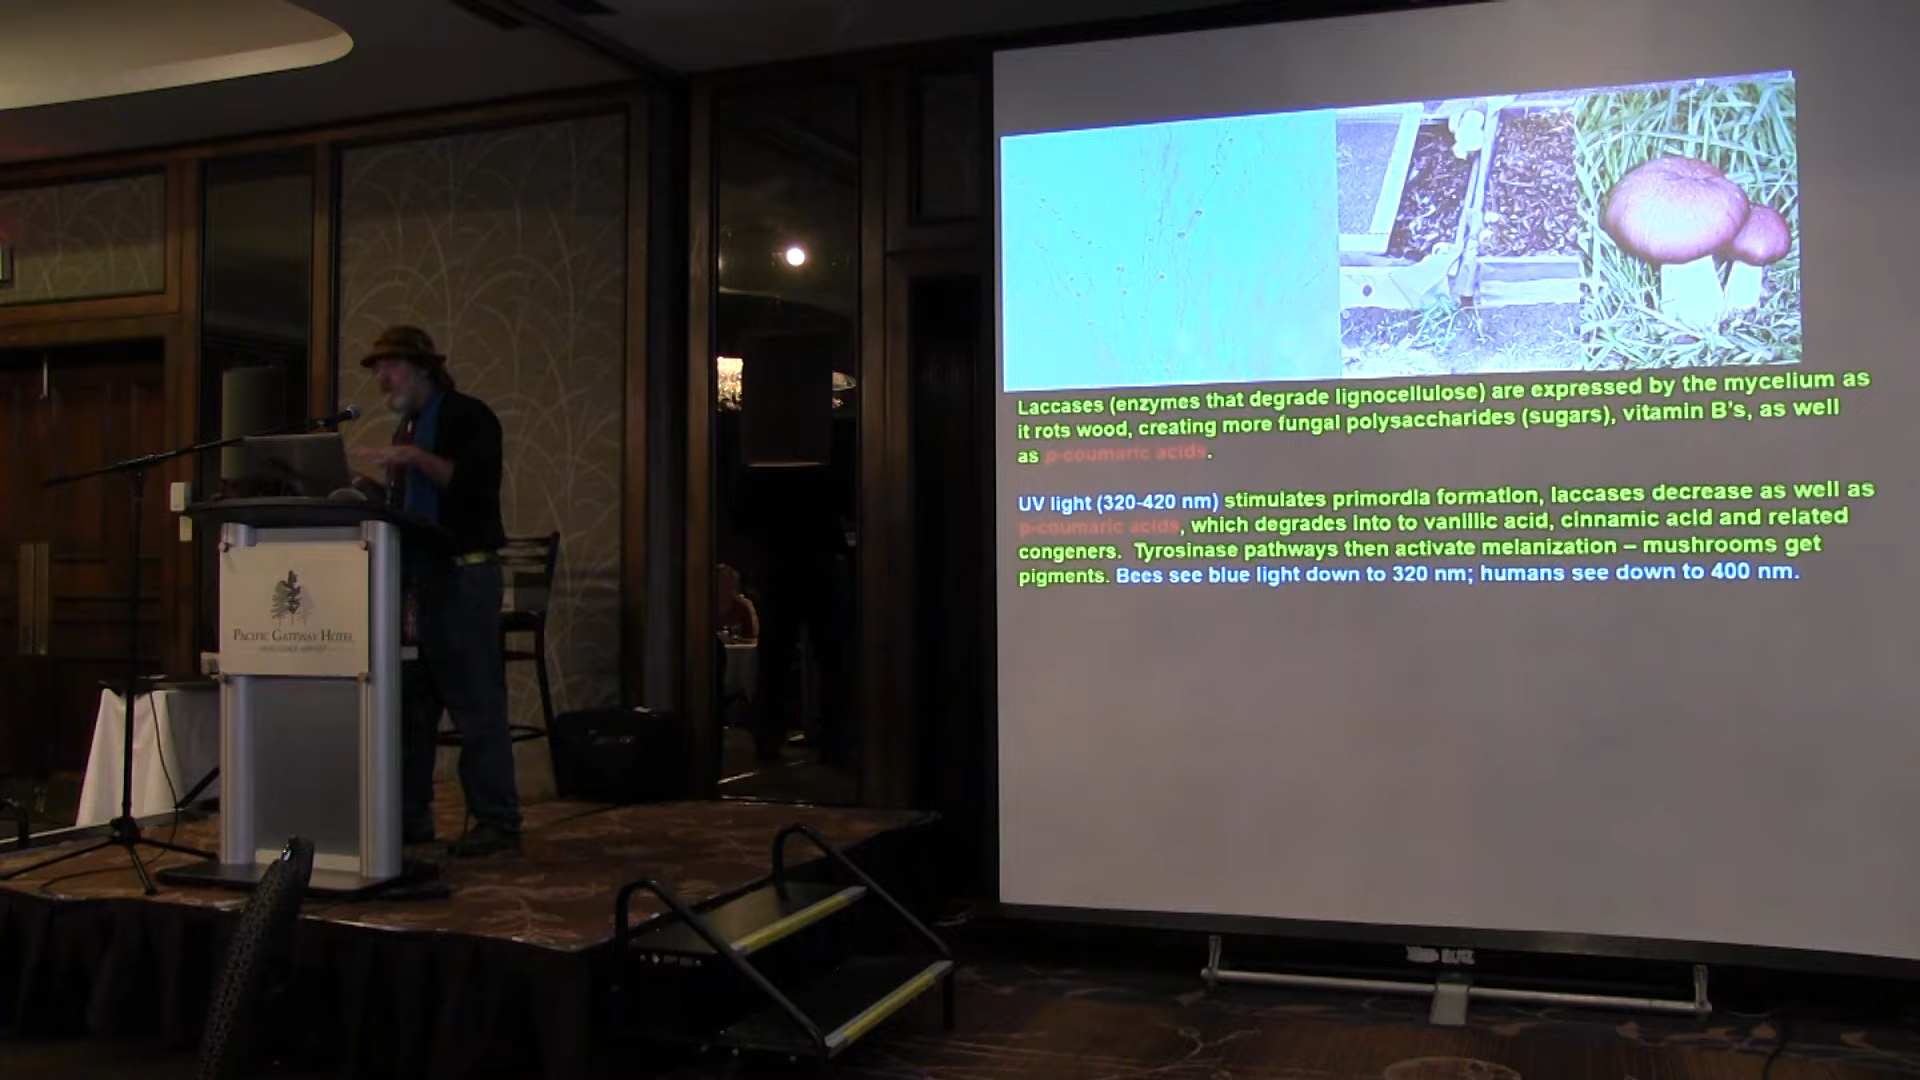 Laccases (enzymes that degrade lignocellulose) are expressed by the mycelium as
it rots wood, creating more fungal polysaccharides (sugars), vitamin B's, as well
as p-coumaric acids.
UV light (320-420 nm) stimulates primordia formation, laccases decrease as well as
p-coumaric acids, which degrades into to vanillic acid, cinnamic acid and related
congeners. Tyrosinase pathways then activate melanization – mushrooms get
pigments. Bees see blue light down to 320 nm; humans see down to 400 nm.
PACIFIC GATEWAY HOTEL